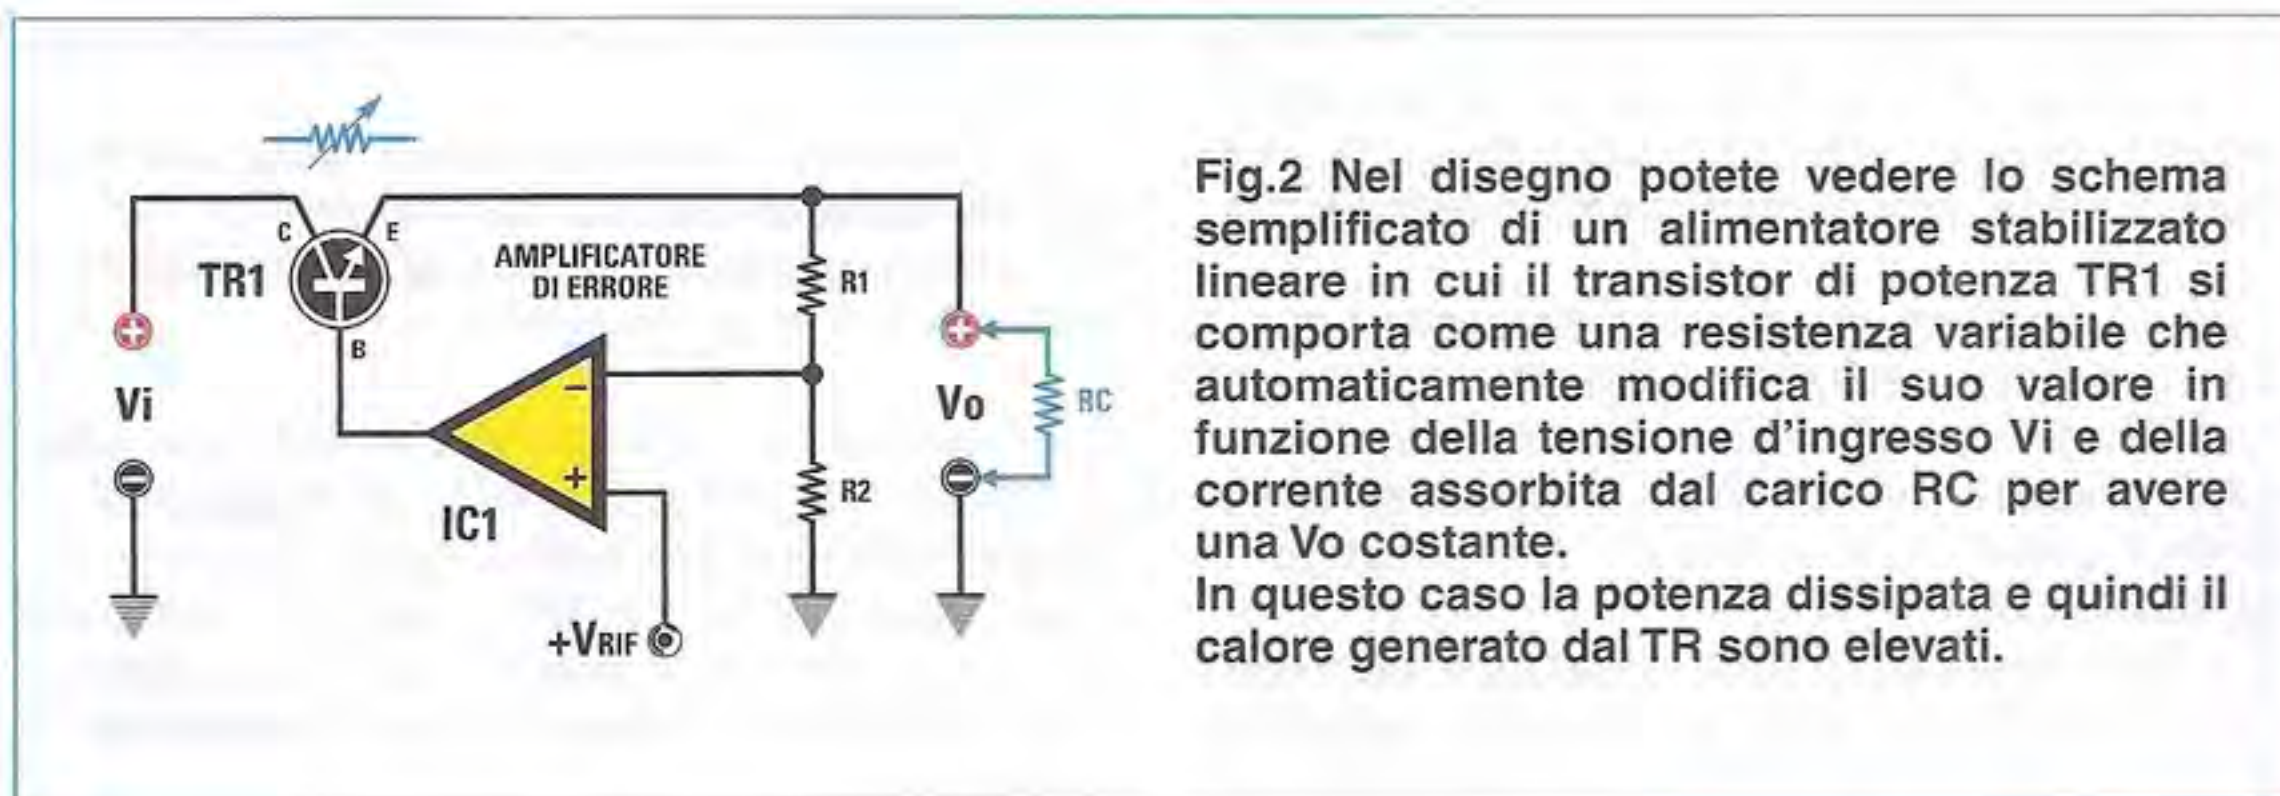 C
E
TR1
B
AMPLIFICATORE
DI ERRORE
R1
Vi
Vo
RC
−
+
R2
IC1
+VRIF
Fig.2 Nel disegno potete vedere lo schema
semplificato di un alimentatore stabilizzato
lineare in cui il transistor di potenza TR1 si
comporta come una resistenza variabile che
automaticamente modifica il suo valore in
funzione della tensione d'ingresso Vi e della
corrente assorbita dal carico RC per avere
una Vo costante.
In questo caso la potenza dissipata e quindi il
calore generato dal TR sono elevati.